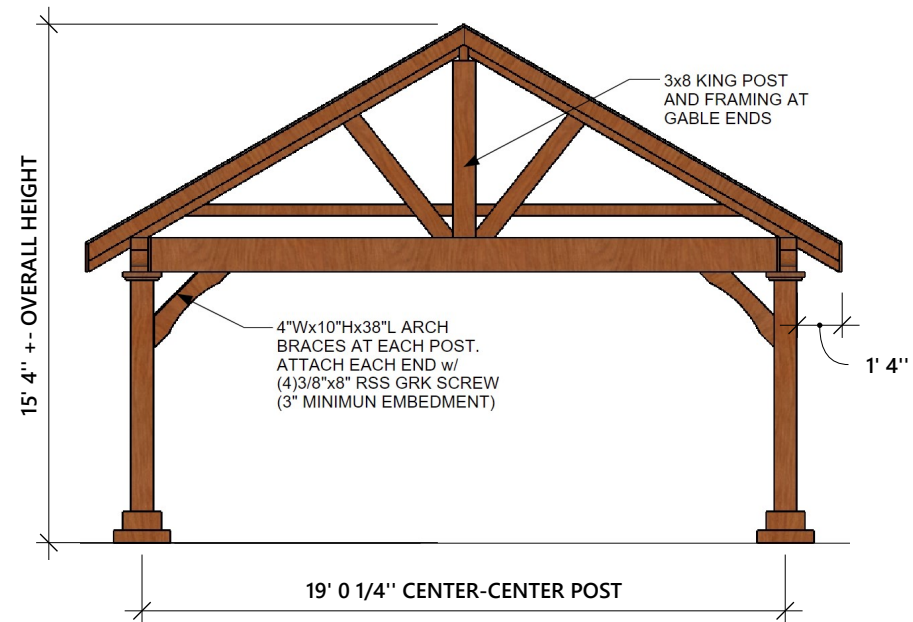 3x8 KING POST
AND FRAMING AT
GABLE ENDS
15' 4'' +- OVERALL HEIGHT
4"Wx10"Hx38"L ARCH
BRACES AT EACH POST.
ATTACH EACH END w/
(4)3/8"x8" RSS GRK SCREW
(3" MINIMUN EMBEDMENT)
1' 4''
19' 0 1/4'' CENTER-CENTER POST